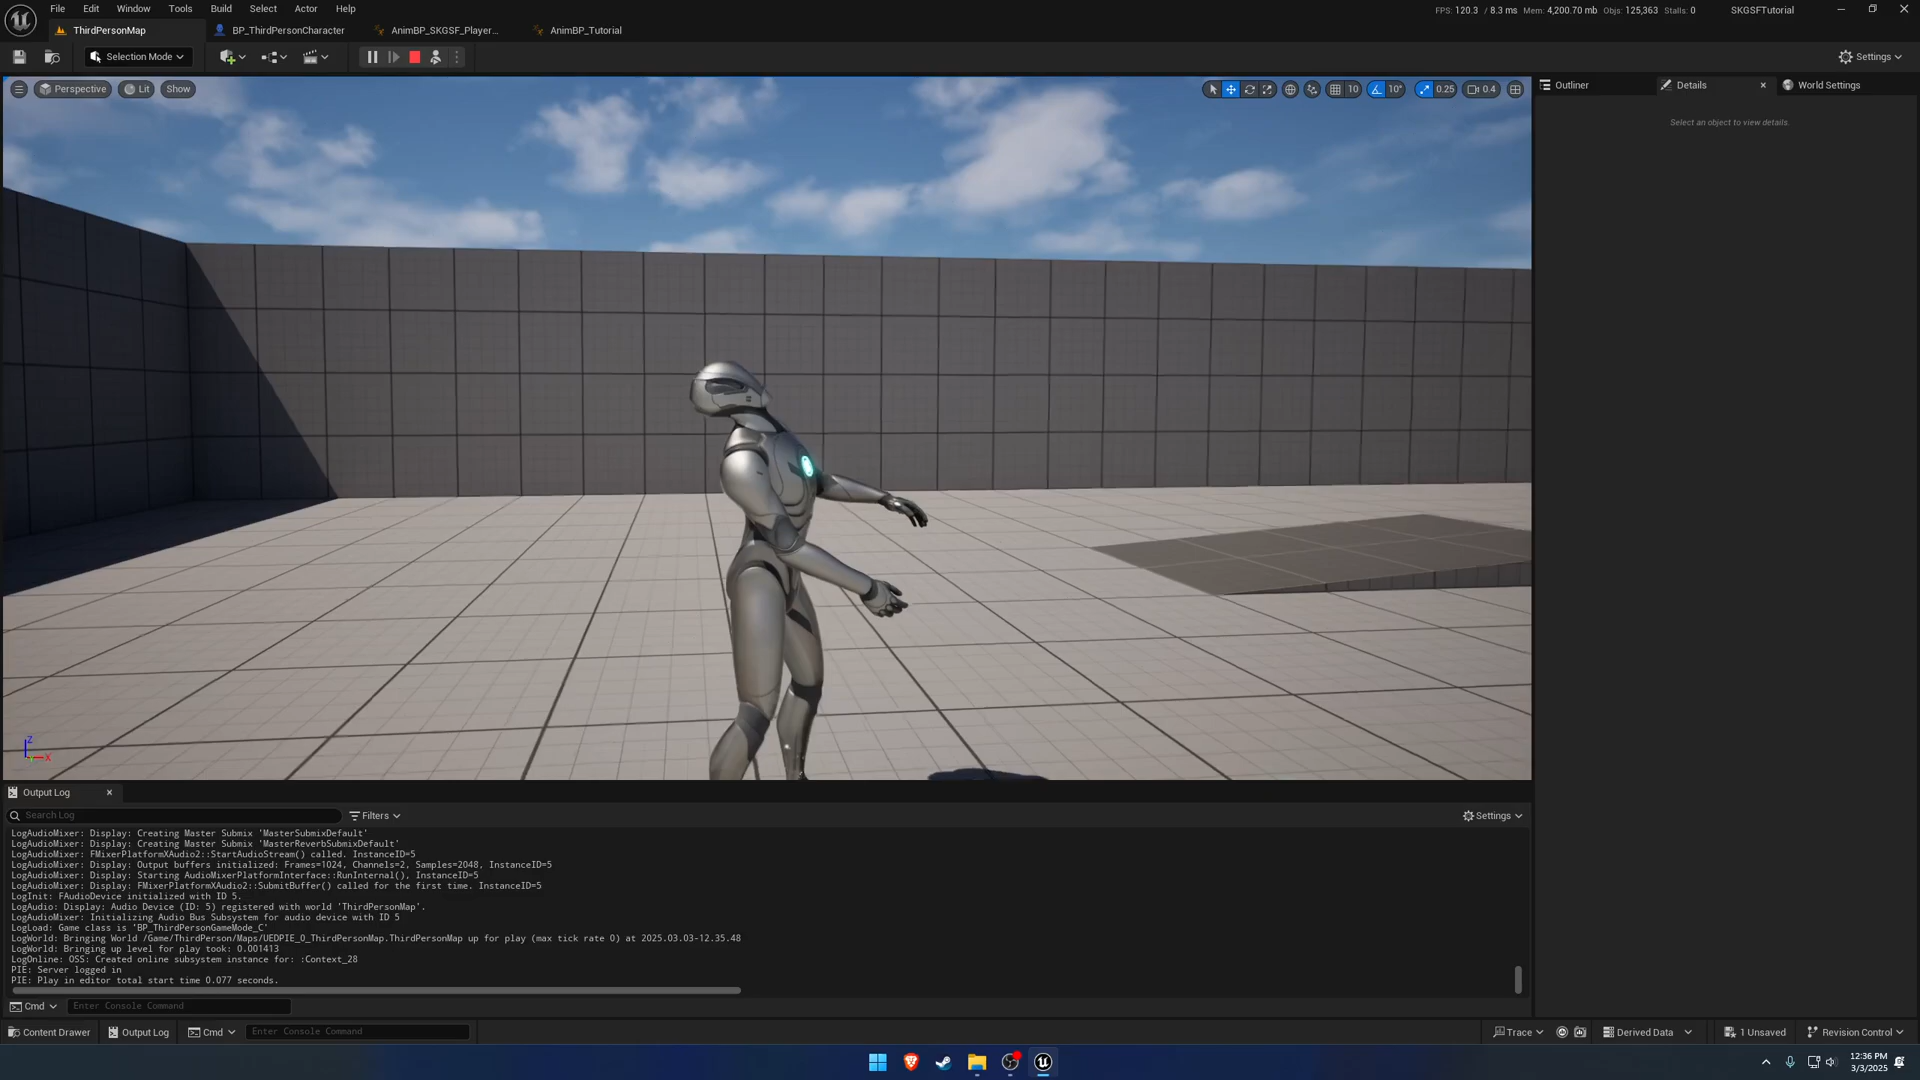 File Edit Window Tools Build Select Actor Help
FPS: 120.3 / 8.3 ms Mem: 4,200.70 mb Objs: 125,363 Stalls: 0 SKGSFTutorial
ThirdPersonMap BP_ThirdPersonCharacter AnimBP_SKGSF_Player... AnimBP_Tutorial
Selection Mode Settings
Perspective Lit Show 10 10° 0.25 0.4
Outliner Details World Settings
Select an object to view details.
Z
X
Output Log
Search Log Filters Settings
LogAudioMixer: Display: Creating Master Submix 'MasterSubmixDefault'
LogAudioMixer: Display: Creating Master Submix 'MasterReverbSubmixDefault'
LogAudioMixer: FMixerPlatformXAudio2::StartAudioStream() called. InstanceID=5
LogAudioMixer: Display: Output buffers initialized: Frames=1024, Channels=2, Samples=2048, InstanceID=5
LogAudioMixer: Display: Starting AudioMixerPlatformInterface::RunInternal(), InstanceID=5
LogAudioMixer: Display: FMixerPlatformXAudio2::SubmitBuffer() called for the first time. InstanceID=5
LogInit: FAudioDevice initialized with ID 5.
LogAudio: Display: Audio Device (ID: 5) registered with world 'ThirdPersonMap'.
LogAudioMixer: Initializing Audio Bus Subsystem for audio device with ID 5
LogLoad: Game class is 'BP_ThirdPersonGameMode_C'
LogWorld: Bringing World /Game/ThirdPerson/Maps/UEDPIE_0_ThirdPersonMap.ThirdPersonMap up for play (max tick rate 0) at 2025.03.03-12.35.48
LogWorld: Bringing up level for play took: 0.001413
LogOnline: OSS: Created online subsystem instance for: :Context_28
PIE: Server logged in
PIE: Play in editor total start time 0.077 seconds.
Cmd Enter Console Command
Content Drawer Output Log Cmd Enter Console Command Trace Derived Data 1 Unsaved Revision Control
12:36 PM
3/3/2025